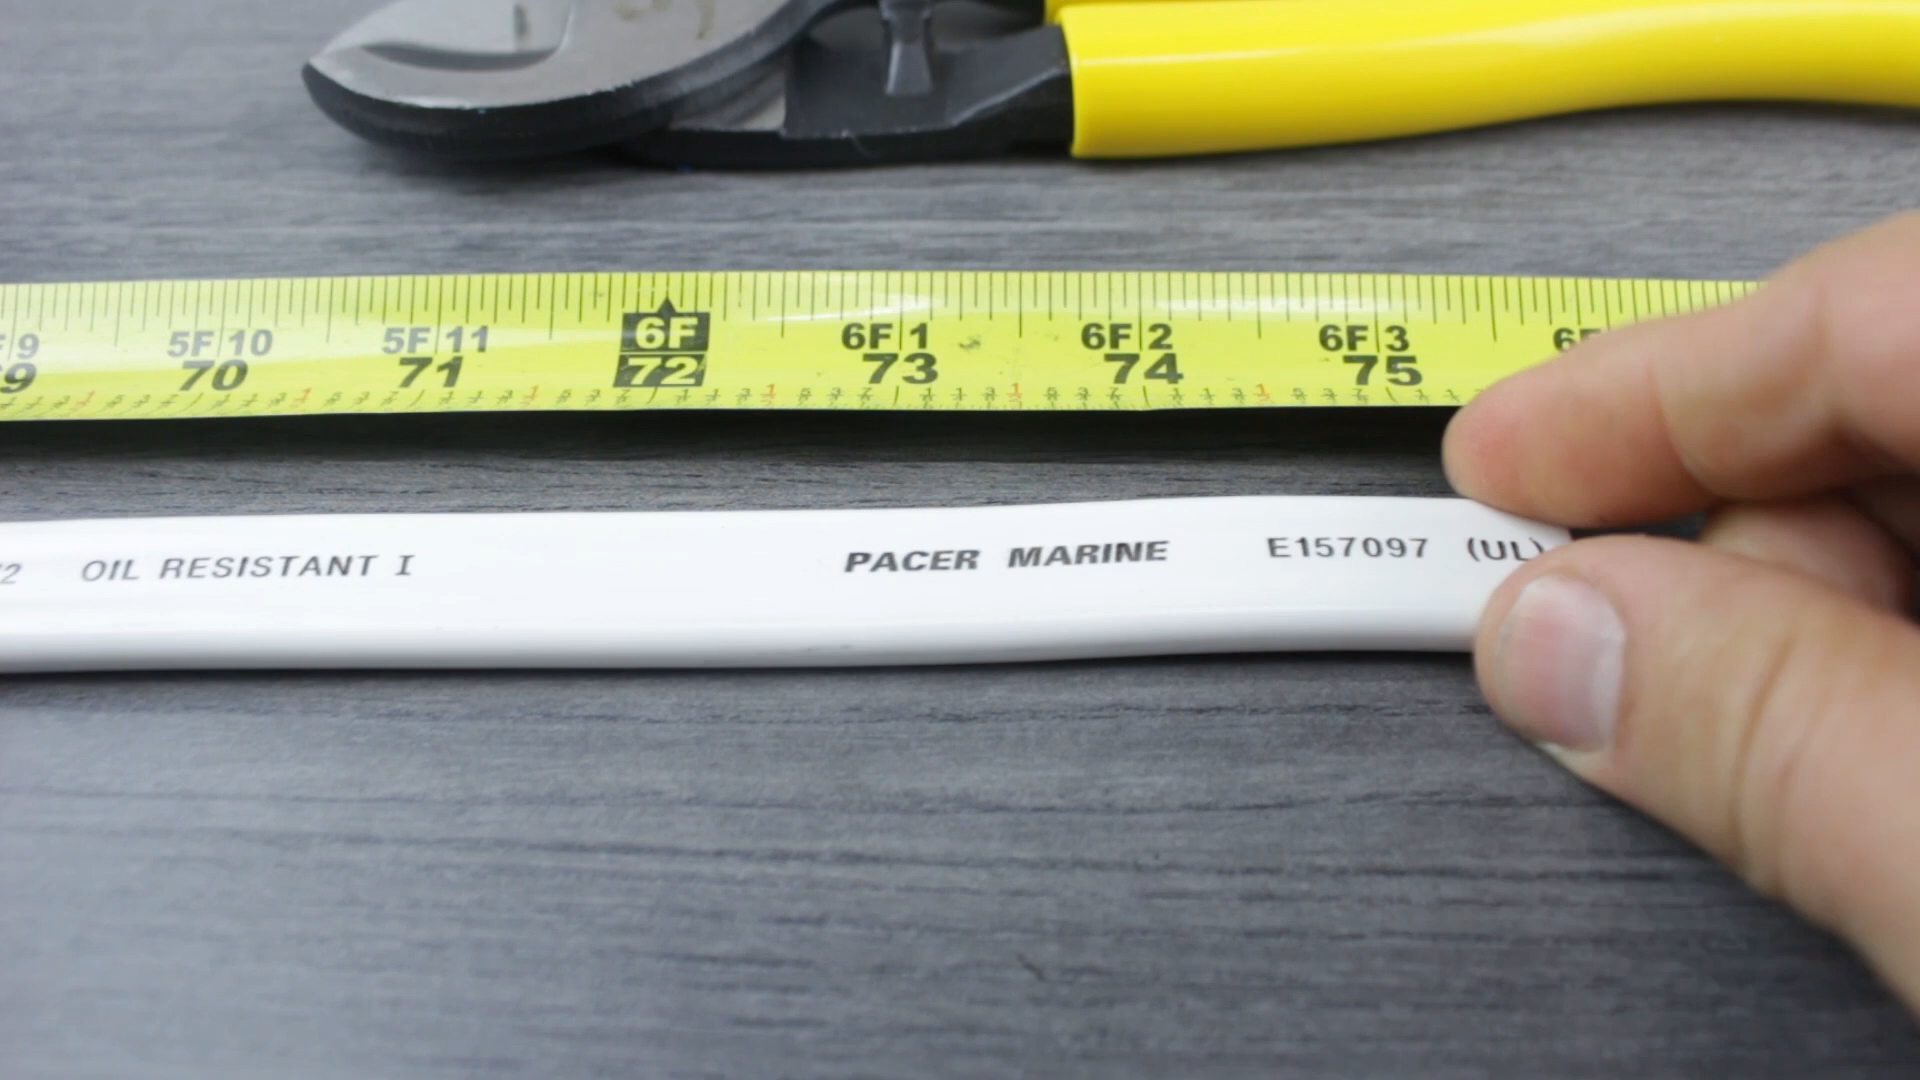 5F 10 5F 11 6F 6F 1 6F 2 6F 3
70 71 72 73 74 75
OIL RESISTANT I PACER MARINE E157097 (UL)